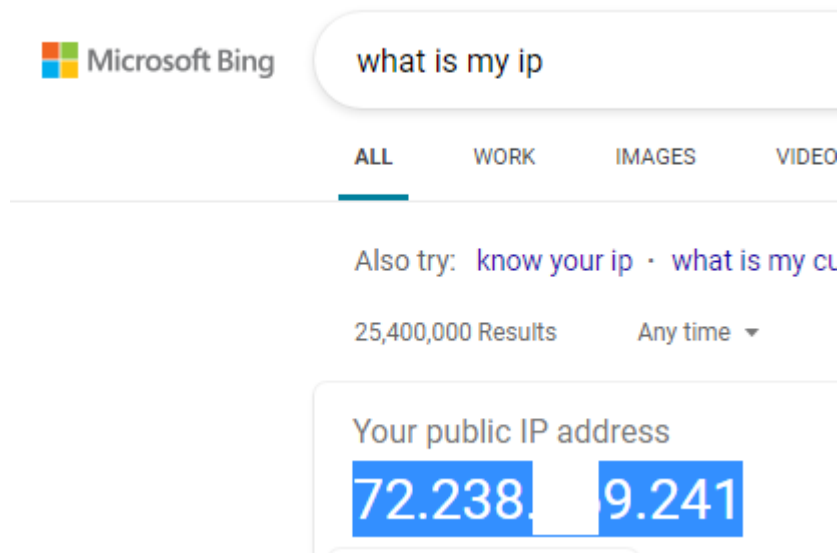 Microsoft Bing
what is my ip
ALL WORK IMAGES VIDEO
Also try: know your ip · what is my cu
25,400,000 Results Any time
Your public IP address
72.238. 9.241